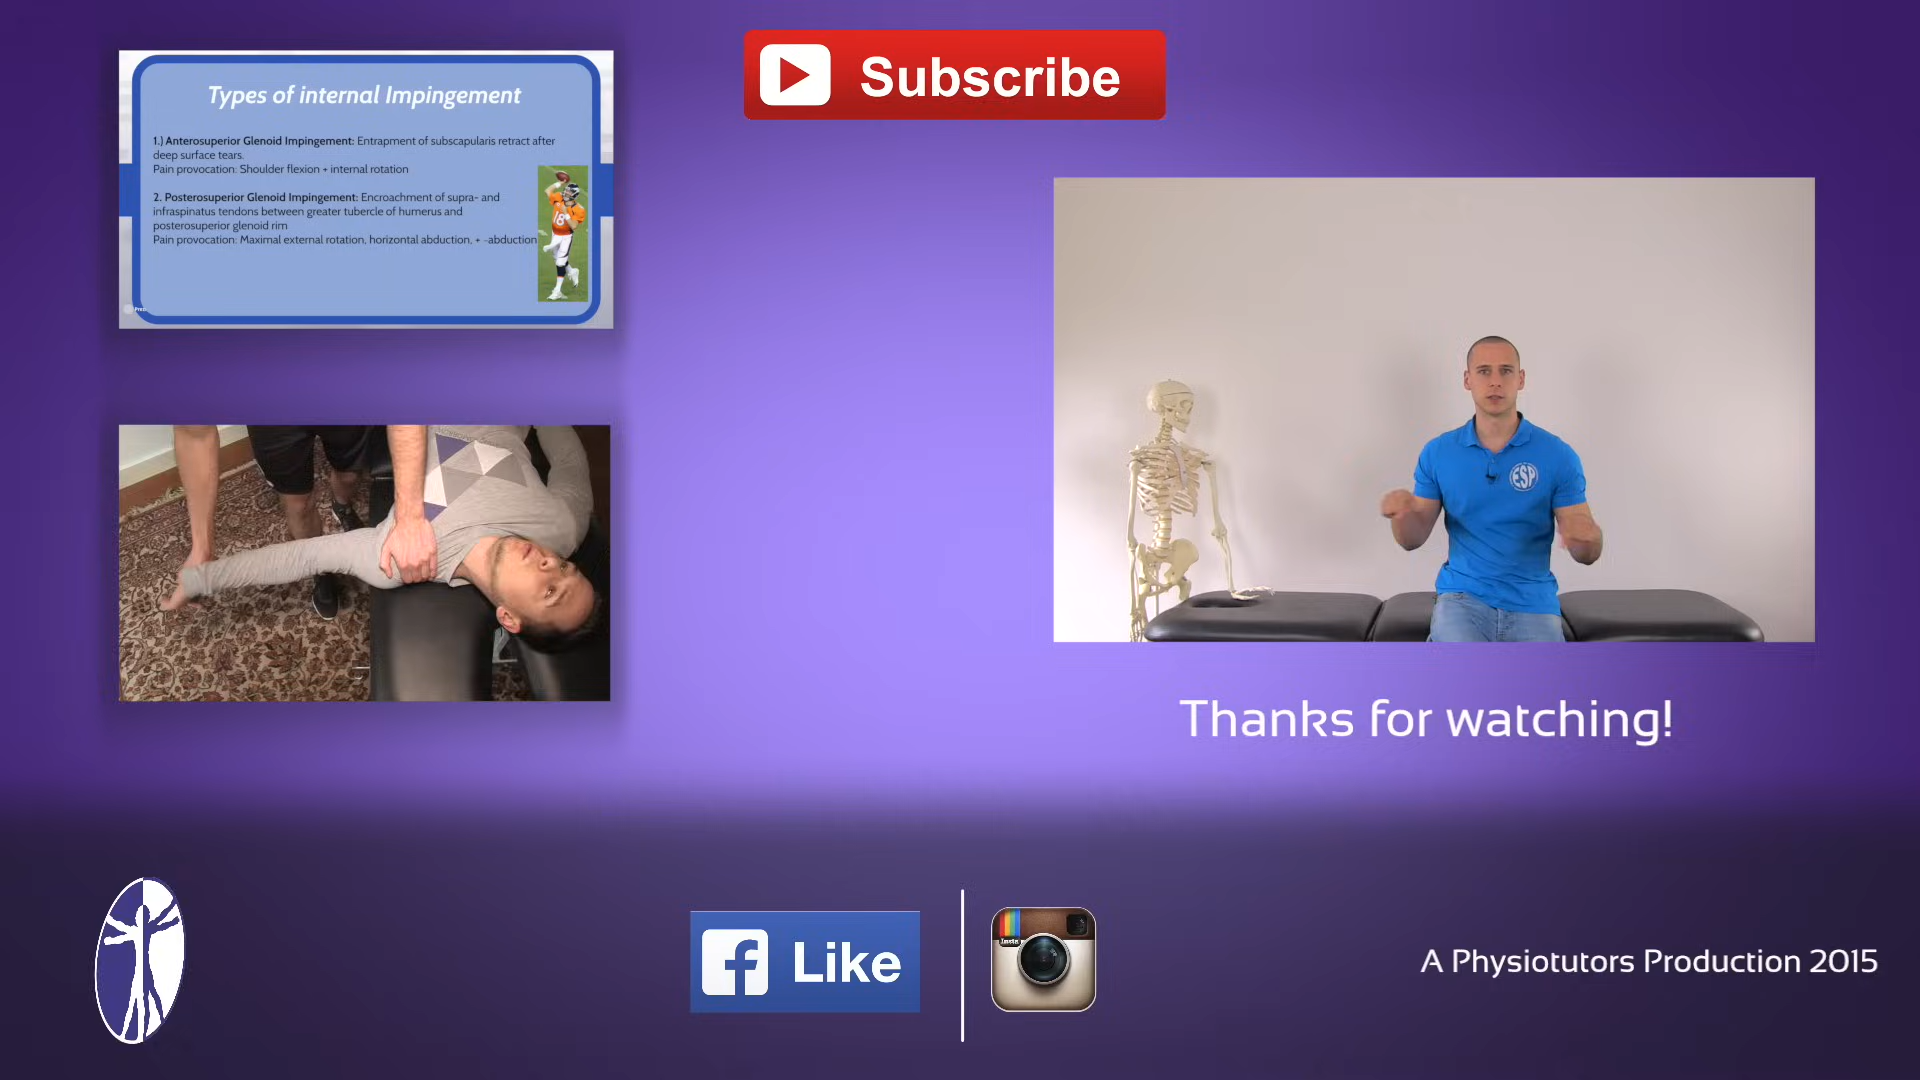 Subscribe
Types of internal Impingement
1.) Anterosuperior Glenoid Impingement: Entrapment of subscapularis retract after
deep surface tears.
Pain provocation: Shoulder flexion + internal rotation
2. Posterosuperior Glenoid Impingement: Encroachment of supra- and
infraspinatus tendons between greater tubercle of humerus and
posterosuperior glenoid rim
Pain provocation: Maximal external rotation, horizontal abduction, + -abduction
18
ESP
Thanks for watching!
Like
Insta
A Physiotutors Production 2015